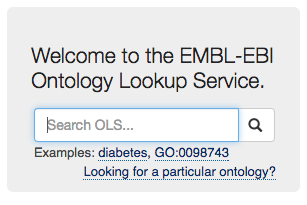 Welcome to the EMBL-EBI
Ontology Lookup Service.
Search OLS...
Examples: diabetes, GO:0098743
Looking for a particular ontology?